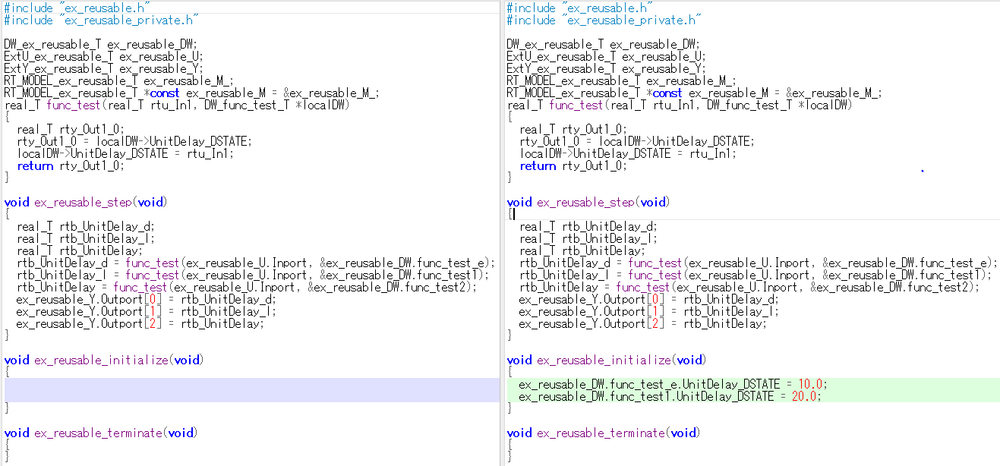 #include "ex_reusable.h"
#include "ex_reusable_private.h"
DW_ex_reusable_T ex_reusable_DW;
ExtU_ex_reusable_T ex_reusable_U;
ExtY_ex_reusable_T ex_reusable_Y;
RT_MODEL_ex_reusable_T ex_reusable_M_;
RT_MODEL_ex_reusable_T *const ex_reusable_M = &ex_reusable_M_;
real_T func_test(real_T rtu_In1, DW_func_test_T *localDW)
{
  real_T rty_Out1_0;
  rty_Out1_0 = localDW->UnitDelay_DSTATE;
  localDW->UnitDelay_DSTATE = rtu_In1;
  return rty_Out1_0;
}
void ex_reusable_step(void)
{
  real_T rtb_UnitDelay_d;
  real_T rtb_UnitDelay_l;
  real_T rtb_UnitDelay;
  rtb_UnitDelay_d = func_test(ex_reusable_U.Inport, &ex_reusable_DW.func_test_e);
  rtb_UnitDelay_l = func_test(ex_reusable_U.Inport, &ex_reusable_DW.func_test1);
  rtb_UnitDelay = func_test(ex_reusable_U.Inport, &ex_reusable_DW.func_test2);
  ex_reusable_Y.Outport[0] = rtb_UnitDelay_d;
  ex_reusable_Y.Outport[1] = rtb_UnitDelay_l;
  ex_reusable_Y.Outport[2] = rtb_UnitDelay;
}
void ex_reusable_initialize(void)
{
}
void ex_reusable_terminate(void)
{
}
#include "ex_reusable.h"
#include "ex_reusable_private.h"
DW_ex_reusable_T ex_reusable_DW;
ExtU_ex_reusable_T ex_reusable_U;
ExtY_ex_reusable_T ex_reusable_Y;
RT_MODEL_ex_reusable_T ex_reusable_M_;
RT_MODEL_ex_reusable_T *const ex_reusable_M = &ex_reusable_M_;
real_T func_test(real_T rtu_In1, DW_func_test_T *localDW)
{
  real_T rty_Out1_0;
  rty_Out1_0 = localDW->UnitDelay_DSTATE;
  localDW->UnitDelay_DSTATE = rtu_In1;
  return rty_Out1_0;
}
void ex_reusable_step(void)
{
  real_T rtb_UnitDelay_d;
  real_T rtb_UnitDelay_l;
  real_T rtb_UnitDelay;
  rtb_UnitDelay_d = func_test(ex_reusable_U.Inport, &ex_reusable_DW.func_test_e);
  rtb_UnitDelay_l = func_test(ex_reusable_U.Inport, &ex_reusable_DW.func_test1);
  rtb_UnitDelay = func_test(ex_reusable_U.Inport, &ex_reusable_DW.func_test2);
  ex_reusable_Y.Outport[0] = rtb_UnitDelay_d;
  ex_reusable_Y.Outport[1] = rtb_UnitDelay_l;
  ex_reusable_Y.Outport[2] = rtb_UnitDelay;
}
void ex_reusable_initialize(void)
{
  ex_reusable_DW.func_test_e.UnitDelay_DSTATE = 10.0;
  ex_reusable_DW.func_test1.UnitDelay_DSTATE = 20.0;
}
void ex_reusable_terminate(void)
{
}